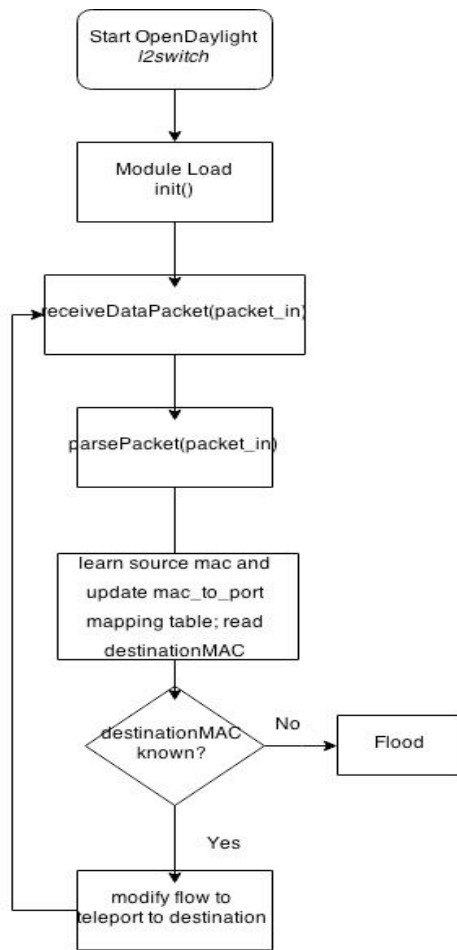 Start OpenDaylight
l2switch
Module Load
init()
receiveDataPacket(packet_in)
parsePacket(packet_in)
learn source mac and
update mac_to_port
mapping table; read
destinationMAC
destinationMAC
known?
No
Flood
Yes
modify flow to
teleport to destination